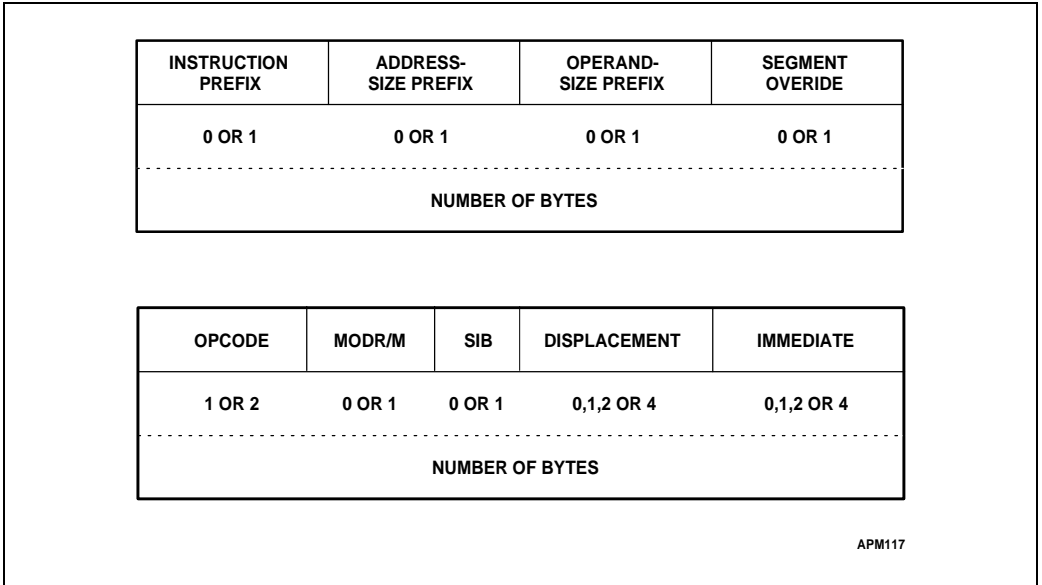 INSTRUCTION PREFIX ADDRESS-SIZE PREFIX OPERAND-SIZE PREFIX SEGMENT OVERIDE
0 OR 1 0 OR 1 0 OR 1 0 OR 1
NUMBER OF BYTES
OPCODE MODR/M SIB DISPLACEMENT IMMEDIATE
1 OR 2 0 OR 1 0 OR 1 0,1,2 OR 4 0,1,2 OR 4
NUMBER OF BYTES
APM117